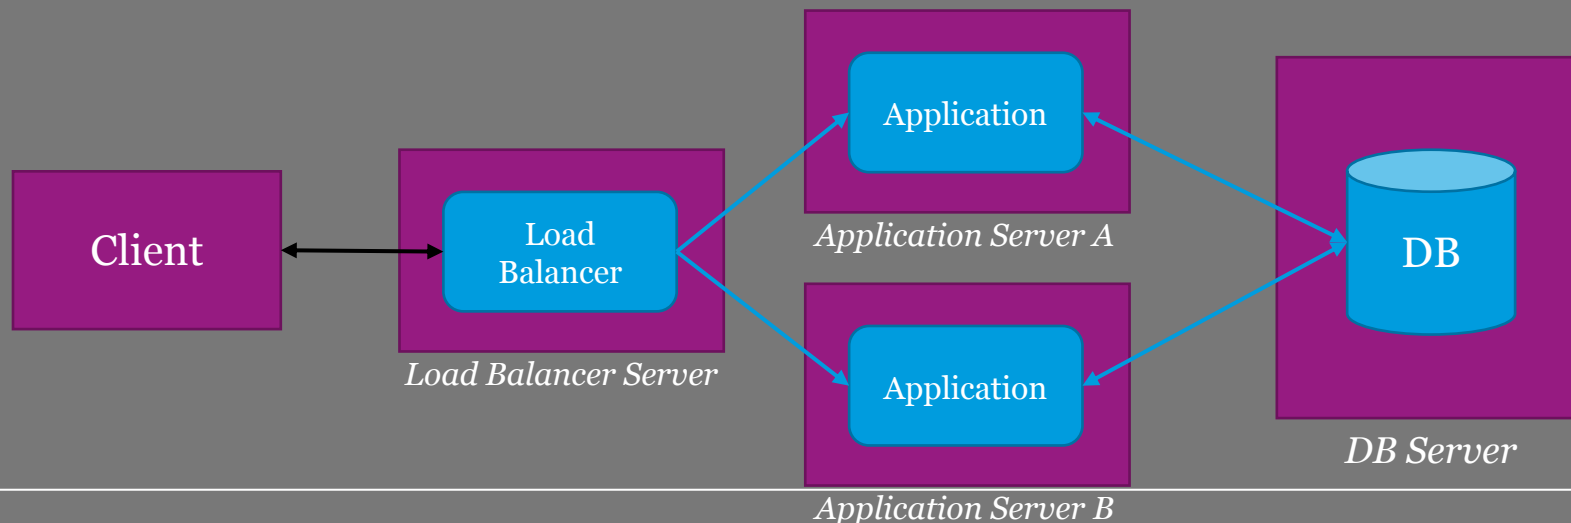 Client
Load
Balancer
Load Balancer Server
Application
Application Server A
Application
Application Server B
DB
DB Server